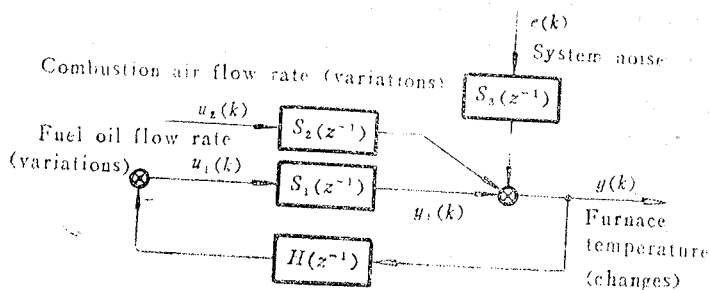 e(k)
System noise
Combustion air flow rate (variations)
S₃(z⁻¹)
u₂(k)
S₂(z⁻¹)
Fuel oil flow rate
(variations)
u₁(k)
S₁(z⁻¹)
y₁(k)
y(k)
Furnace
temperature
(changes)
H(z⁻¹)